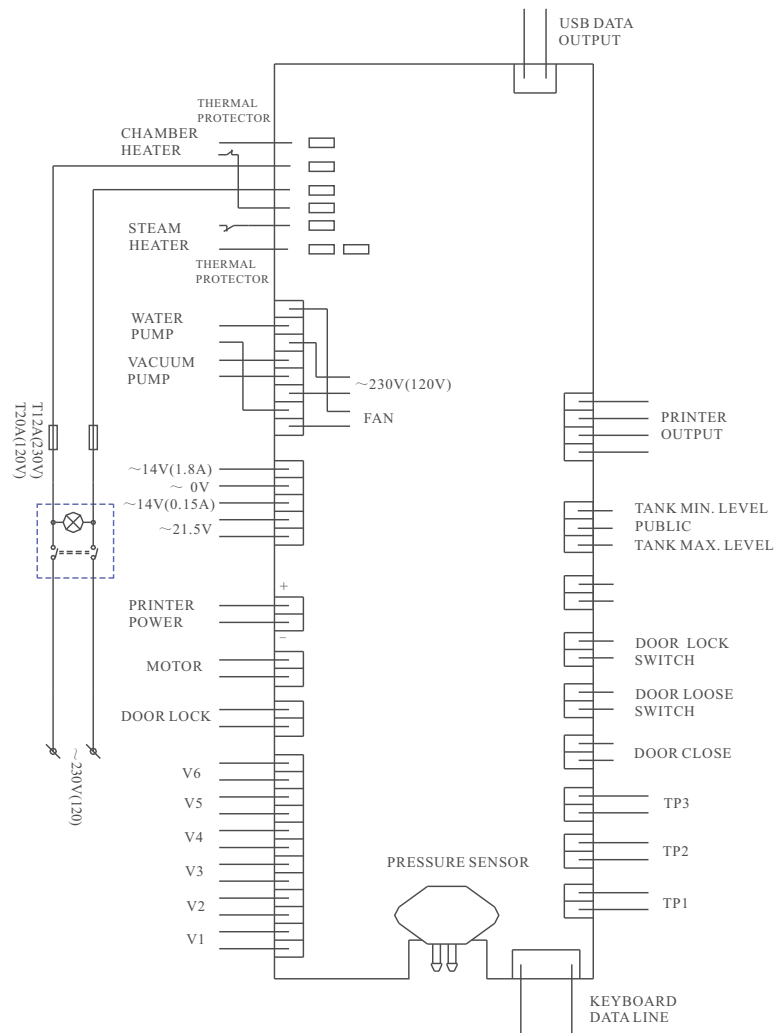 USB DATA
OUTPUT
THERMAL
PROTECTOR
CHAMBER
HEATER
STEAM
HEATER
THERMAL
PROTECTOR
WATER
PUMP
VACUUM
PUMP
~230V(120V)
FAN
PRINTER
OUTPUT
T12A(230V)
T20A(120V)
~14V(1.8A)
~ 0V
~14V(0.15A)
~21.5V
TANK MIN. LEVEL
PUBLIC
TANK MAX. LEVEL
+
PRINTER
POWER
−
DOOR LOCK
SWITCH
MOTOR
DOOR LOOSE
SWITCH
DOOR LOCK
DOOR CLOSE
~230V(120)
V6
V5
V4
V3
V2
V1
TP3
TP2
TP1
PRESSURE SENSOR
KEYBOARD
DATA LINE